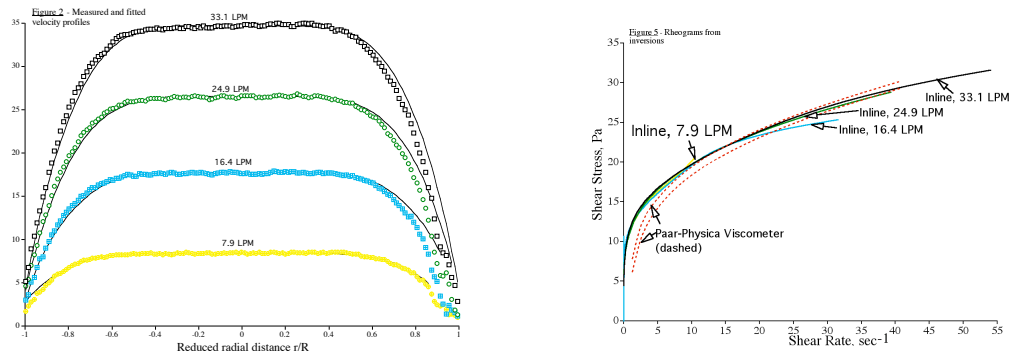 Figure 2 - Measured and fitted
velocity profiles
35
30
25
20
15
10
5
0
33.1 LPM
24.9 LPM
16.4 LPM
7.9 LPM
-1
-0.8
-0.6
-0.4
-0.2
0
0.2
0.4
0.6
0.8
1
Reduced radial distance r/R
Figure 5 - Rheograms from
inversions
35
30
25
20
15
10
5
0
Shear Stress, Pa
Inline, 7.9 LPM
Inline, 33.1 LPM
Inline, 24.9 LPM
Inline, 16.4 LPM
Paar-Physica Viscometer
(dashed)
0
5
10
15
20
25
30
35
40
45
50
55
Shear Rate, sec-1